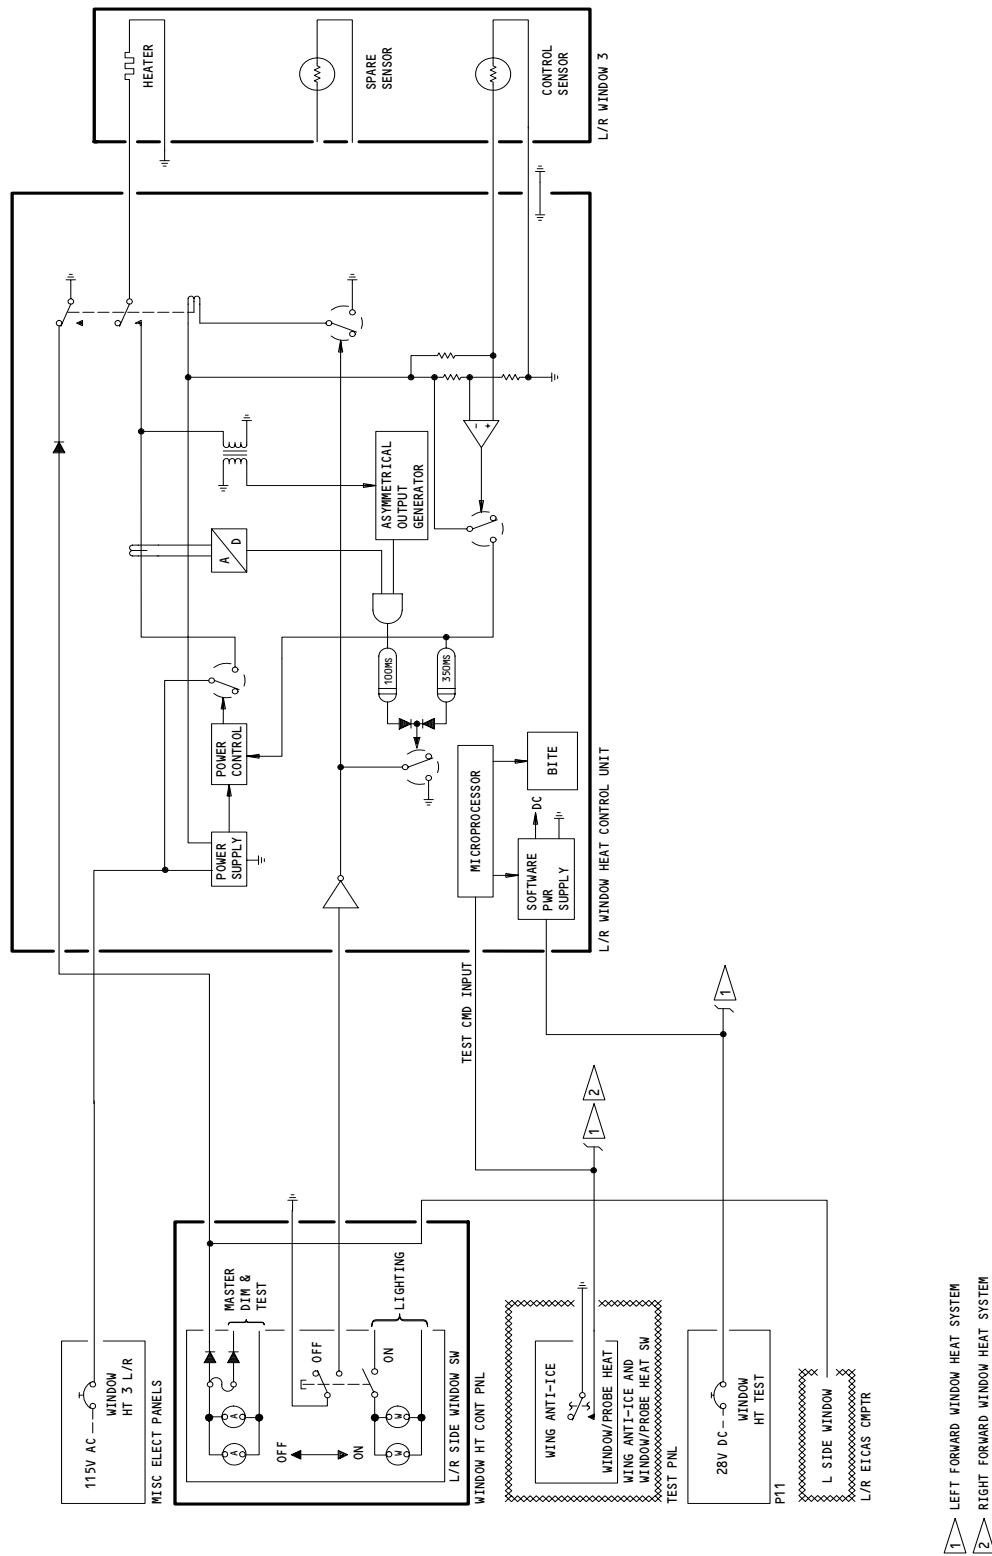 115V AC
WINDOW
HT 3 L/R
MISC ELECT PANELS
MASTER
DIM &
TEST
A
A
OFF
OFF
ON
ON
LIGHTING
W
W
L/R SIDE WINDOW SW
WINDOW HT CONT PNL
WING ANTI-ICE
WINDOW/PROBE HEAT
WING ANTI-ICE AND
WINDOW/PROBE HEAT SW
TEST PNL
28V DC
WINDOW
HT TEST
P11
L SIDE WINDOW
L/R EICAS CMPTR
TEST CMD INPUT
1
2
1
POWER
SUPPLY
POWER
CONTROL
A
D
ASYMMETRICAL
OUTPUT
GENERATOR
100MS
350MS
-
+
MICROPROCESSOR
SOFTWARE
PWR
SUPPLY
DC
BITE
L/R WINDOW HEAT CONTROL UNIT
HEATER
SPARE
SENSOR
CONTROL
SENSOR
L/R WINDOW 3
1 LEFT FORWARD WINDOW HEAT SYSTEM
2 RIGHT FORWARD WINDOW HEAT SYSTEM